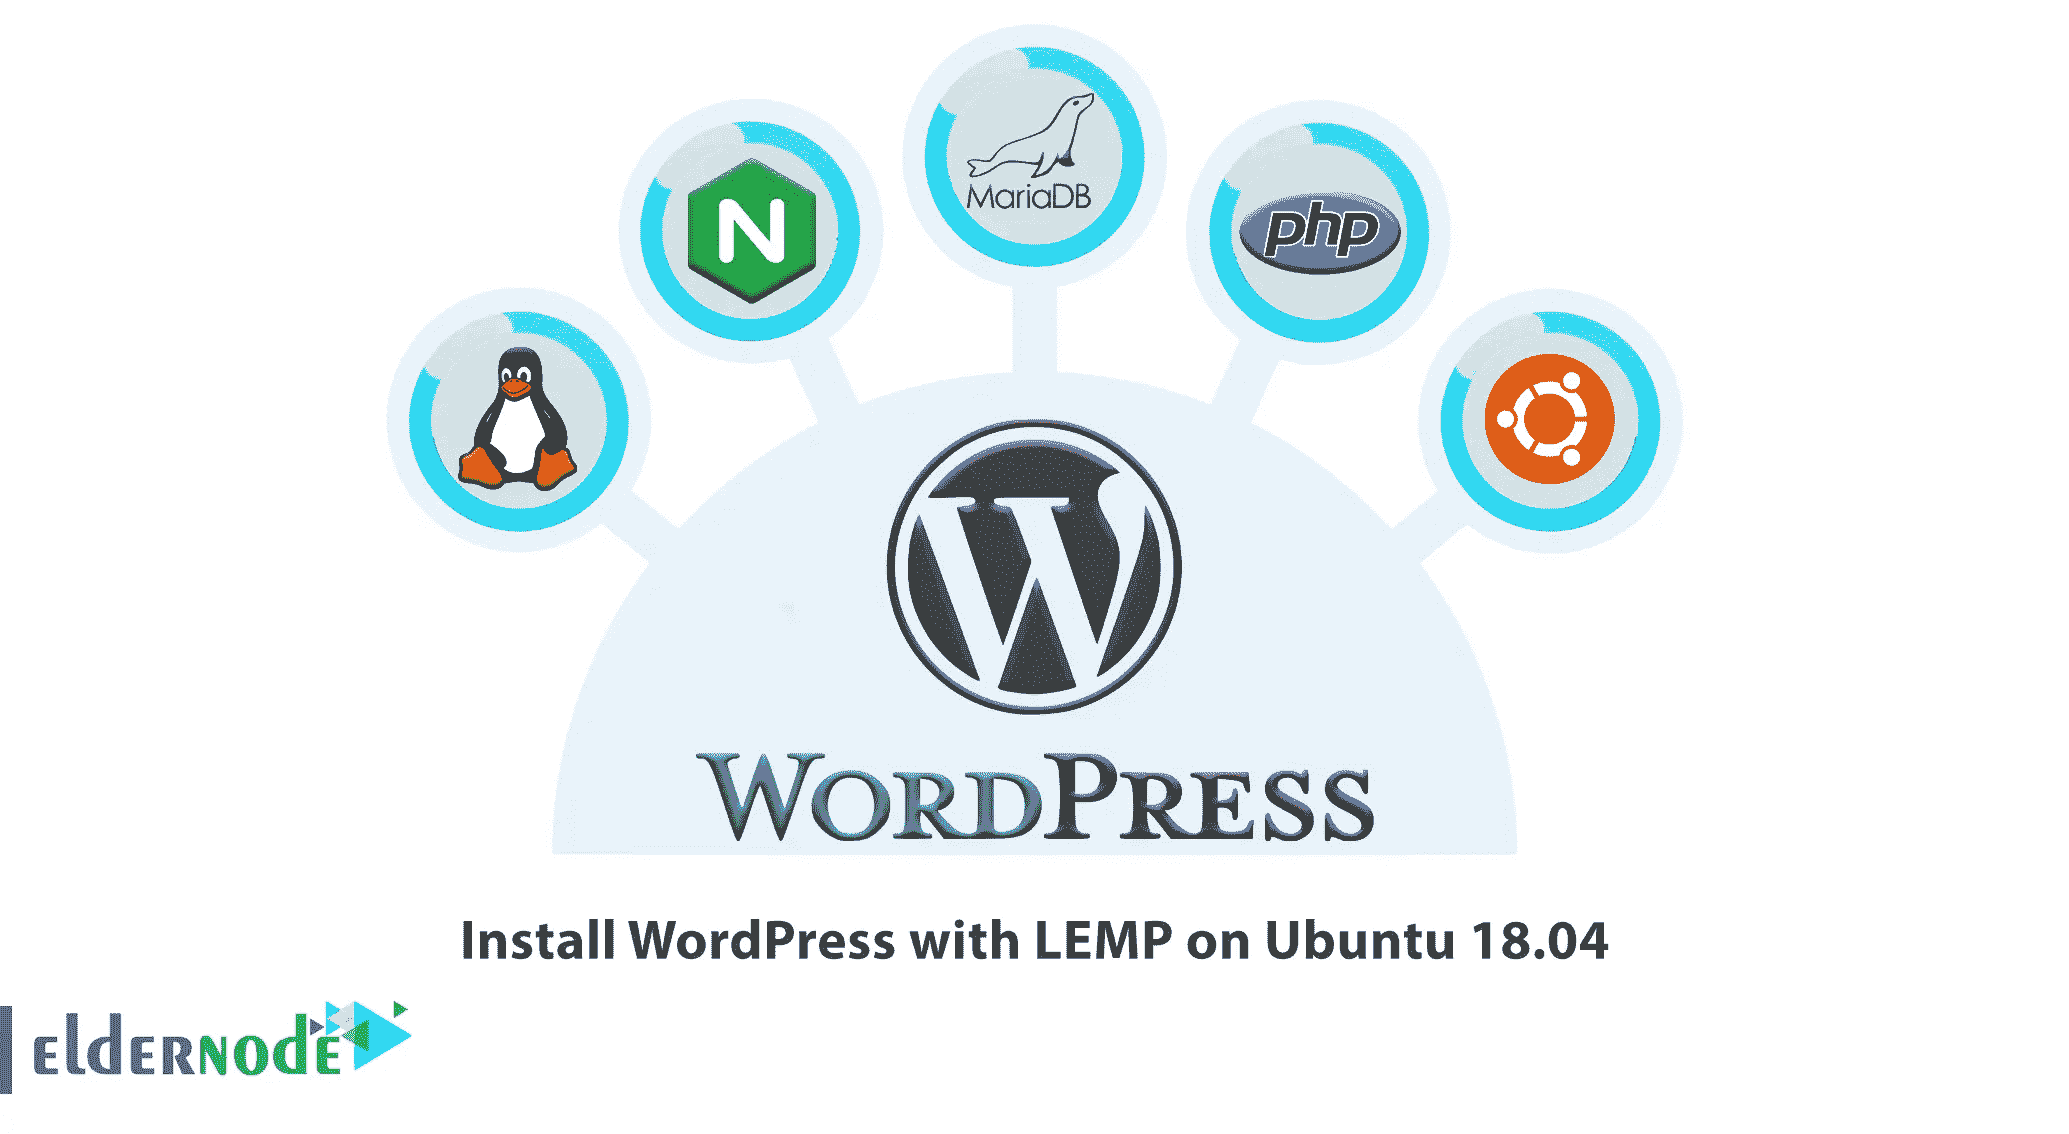 N
MariaDB
php
W
WORDPRESS
Install WordPress with LEMP on Ubuntu 18.04
elderNode